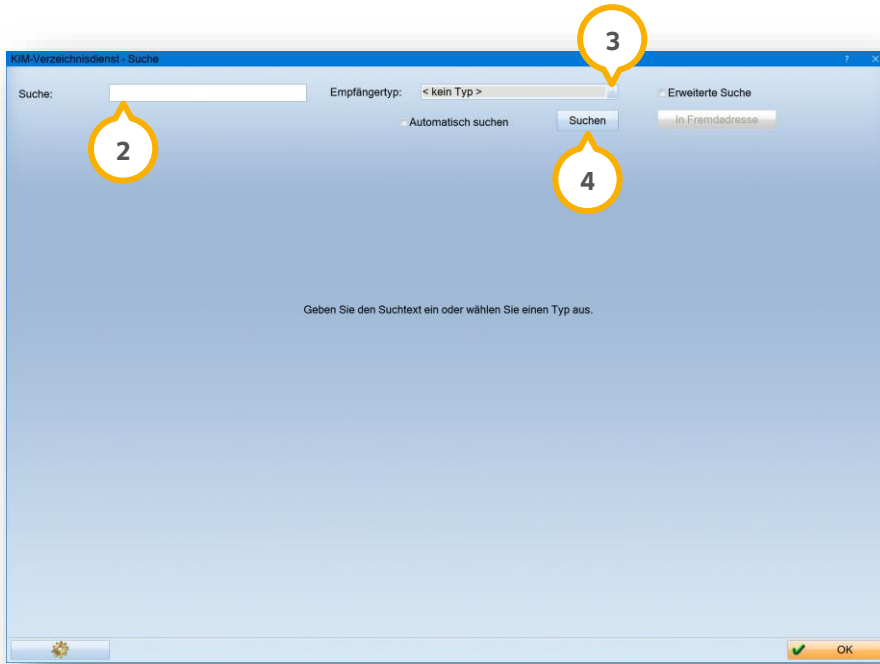 3
KIM-Verzeichnisdienst - Suche ? ×
Suche: Empfängertyp: < kein Typ > Erweiterte Suche
Automatisch suchen Suchen In Fremdadresse
2
4
Geben Sie den Suchtext ein oder wählen Sie einen Typ aus.
OK